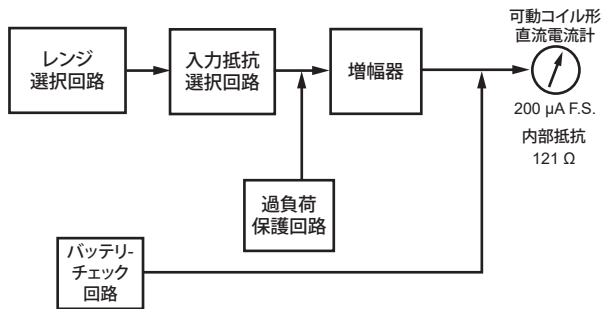 レンジ
選択回路
入力抵抗
選択回路
増幅器
可動コイル形
直流電流計
200 μA F.S.
内部抵抗
121 Ω
過負荷
保護回路
バッテリ-
チェック
回路